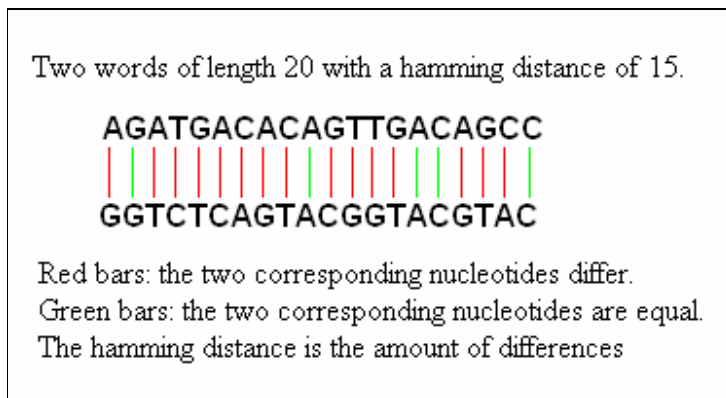 Two words of length 20 with a hamming distance of 15.
AGATGACACAGTTGACAGCC
GGTCTCAGTACGGTACGTAC
Red bars: the two corresponding nucleotides differ.
Green bars: the two corresponding nucleotides are equal.
The hamming distance is the amount of differences